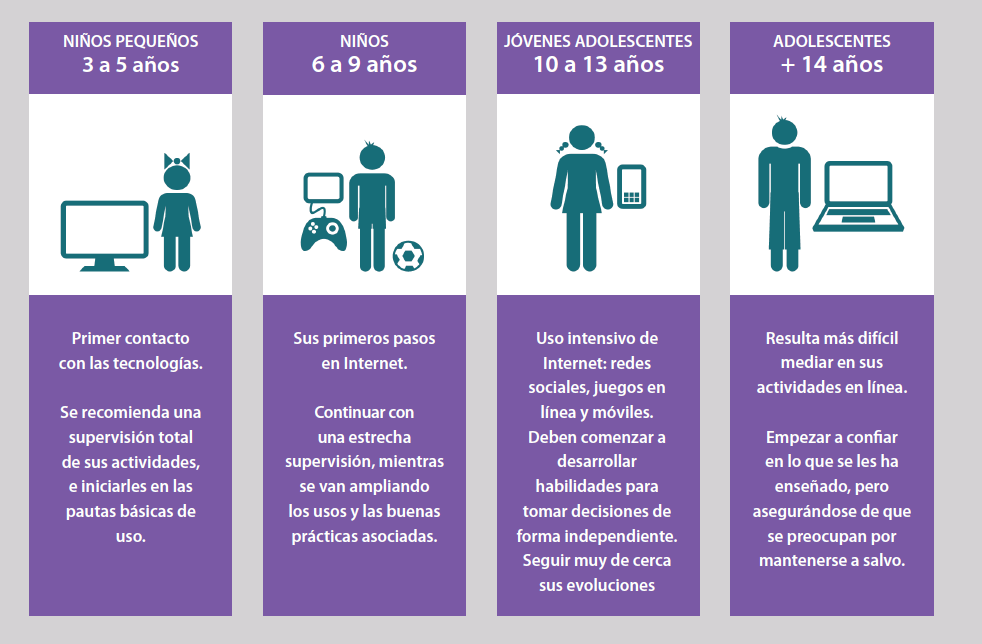 NIÑOS PEQUEÑOS
3 a 5 años
Primer contacto
con las tecnologías.
Se recomienda una
supervisión total
de sus actividades,
e iniciarles en las
pautas básicas de
uso.
NIÑOS
6 a 9 años
Sus primeros pasos
en Internet.
Continuar con
una estrecha
supervisión, mientras
se van ampliando
los usos y las buenas
prácticas asociadas.
JÓVENES ADOLESCENTES
10 a 13 años
Uso intensivo de
Internet: redes
sociales, juegos en
línea y móviles.
Deben comenzar a
desarrollar
habilidades para
tomar decisiones de
forma independiente.
Seguir muy de cerca
sus evoluciones
ADOLESCENTES
+ 14 años
Resulta más difícil
mediar en sus
actividades en línea.
Empezar a confiar
en lo que se les ha
enseñado, pero
asegurándose de que
se preocupan por
mantenerse a salvo.